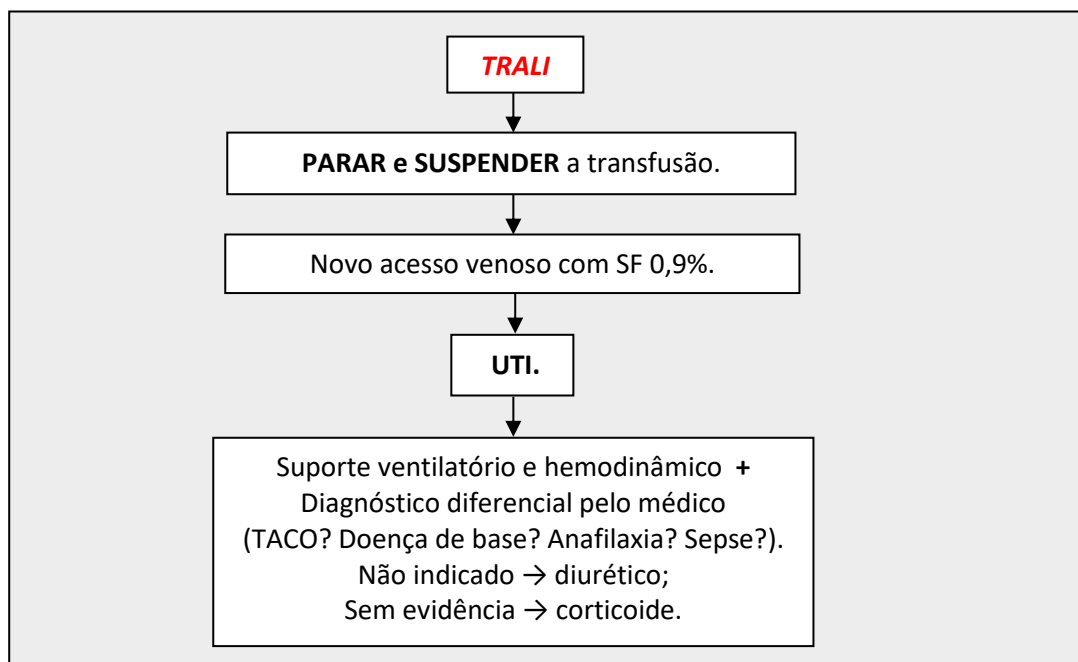 TRALI
PARAR e SUSPENDER a transfusão.
Novo acesso venoso com SF 0,9%.
UTI.
Suporte ventilatório e hemodinâmico +
Diagnóstico diferencial pelo médico
(TACO? Doença de base? Anafilaxia? Sepse?).
Não indicado → diurético;
Sem evidência → corticoide.